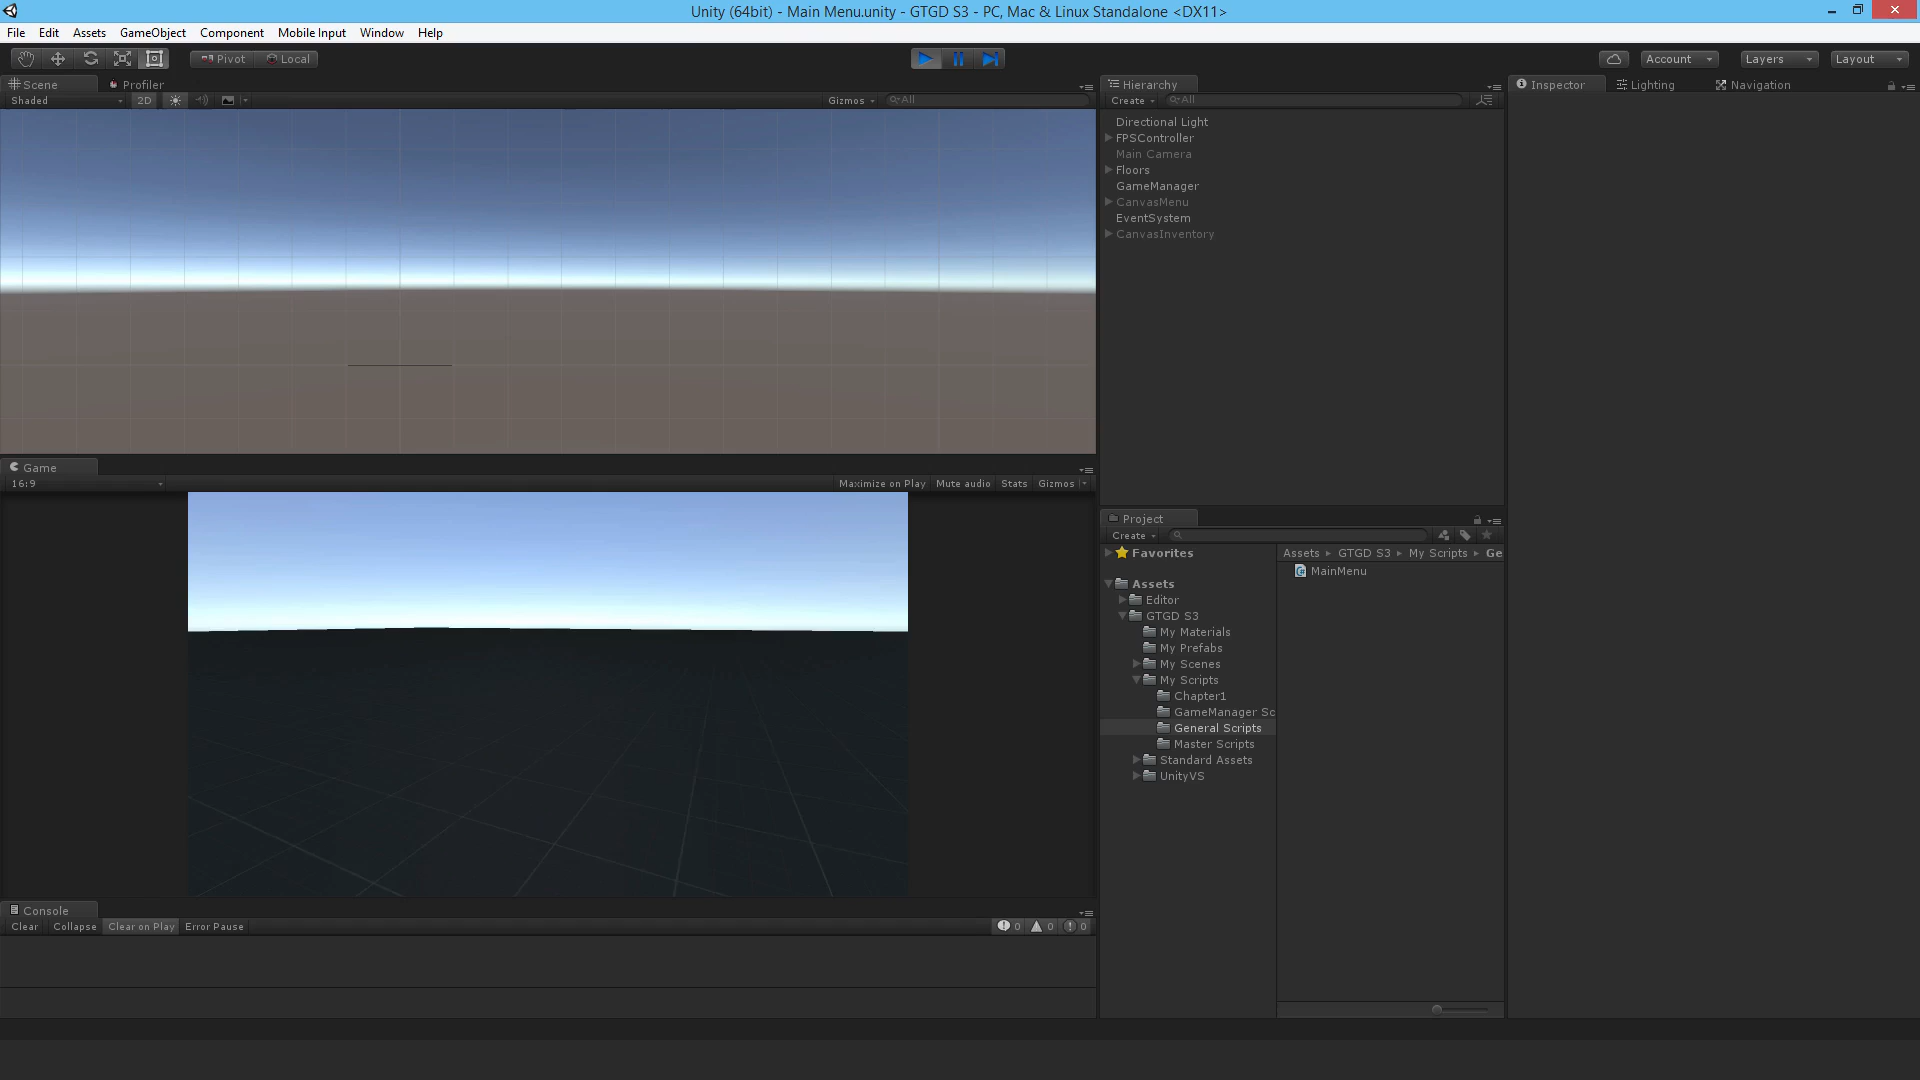 Unity (64bit) - Main Menu.unity - GTGD S3 - PC, Mac & Linux Standalone <DX11>
File Edit Assets GameObject Component Mobile Input Window Help
Pivot Local
Account Layers Layout
Scene Profiler
Shaded 2D Gizmos All
Hierarchy
Create All
Directional Light
FPSController
Main Camera
Floors
GameManager
CanvasMenu
EventSystem
CanvasInventory
Inspector Lighting Navigation
Game
16:9 Maximize on Play Mute audio Stats Gizmos
Project
Create
Favorites
Assets
Editor
GTGD S3
My Materials
My Prefabs
My Scenes
My Scripts
Chapter1
GameManager Sc
General Scripts
Master Scripts
Standard Assets
UnityVS
Assets GTGD S3 My Scripts Ge
MainMenu
Console
Clear Collapse Clear on Play Error Pause 0 0 0